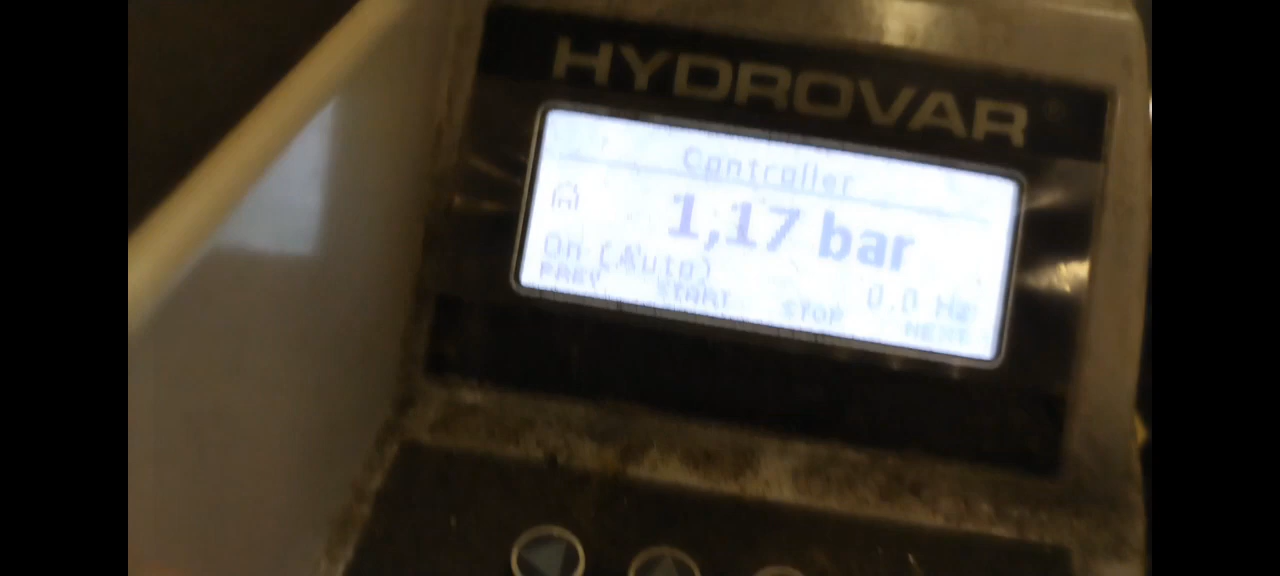 HYDROVAR
Controller
1,17 bar
On (Auto)
0.0 Hz
PREV START STOP NEXT